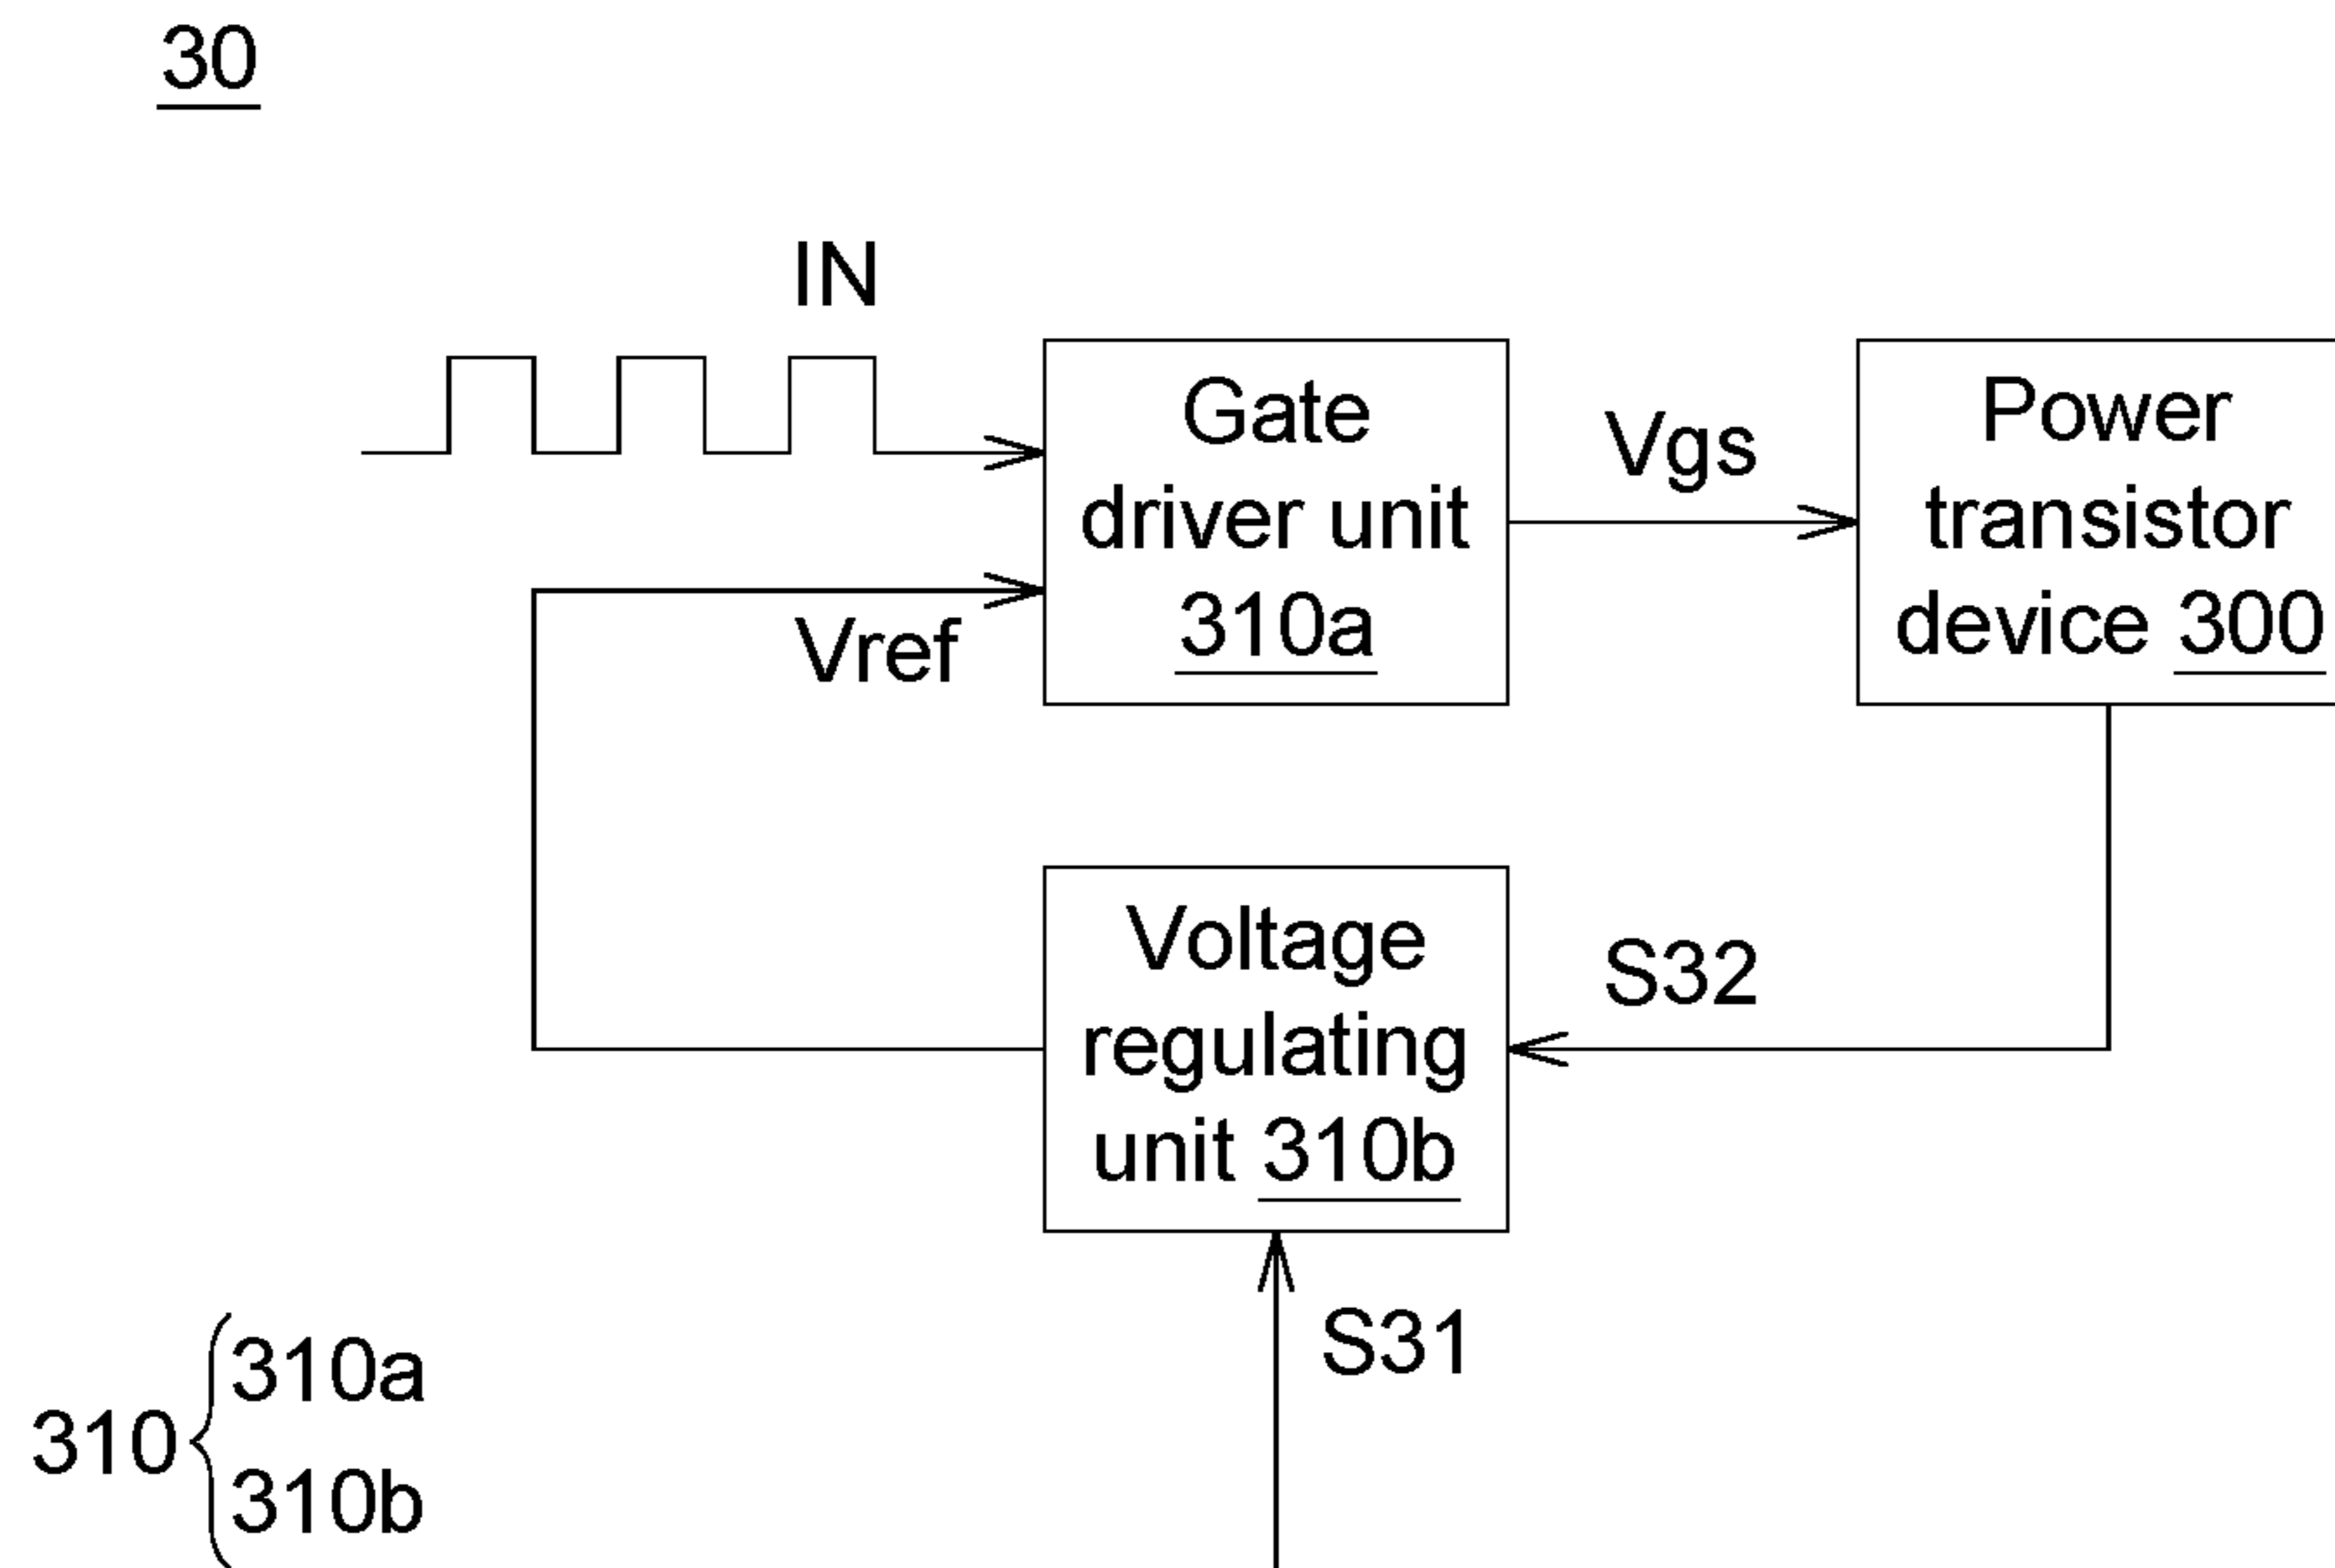 30
IN
Gate
driver unit
310a
Vgs
Power
transistor
device 300
Vref
Voltage
regulating
unit 310b
S32
S31
310
310a
310b